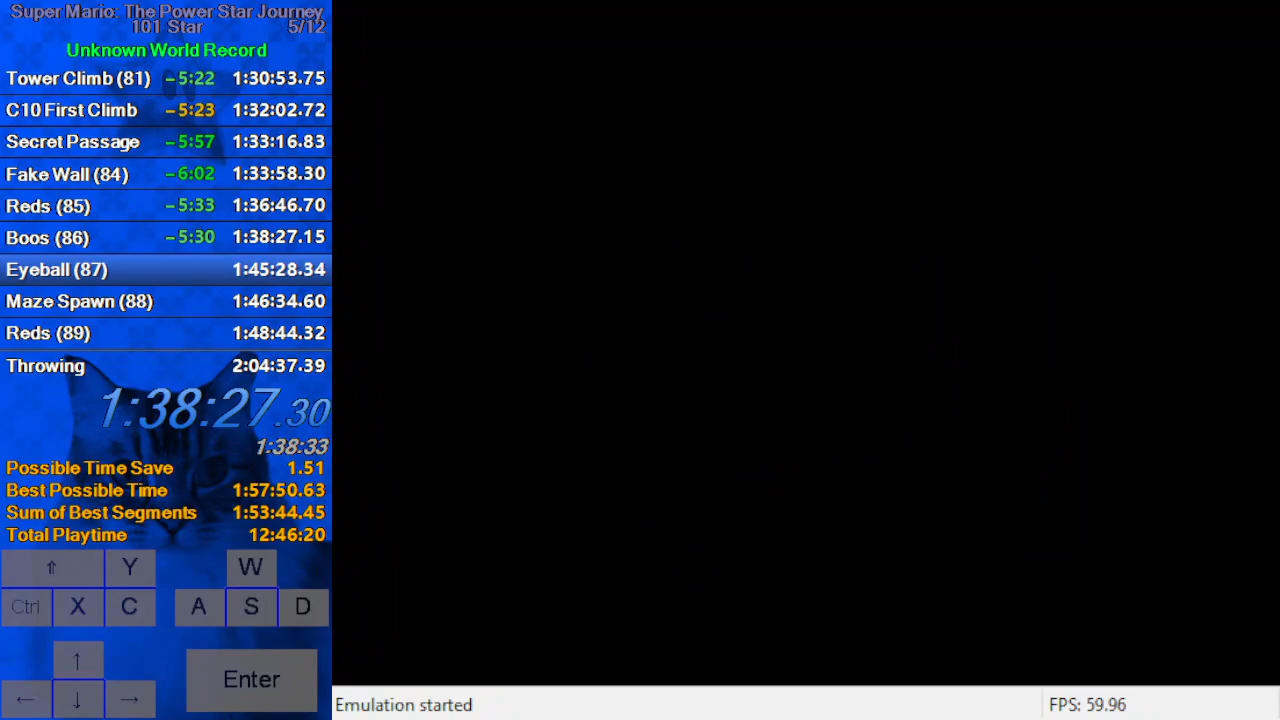 Super Mario: The Power Star Journey
101 Star 5/12
Unknown World Record
Tower Climb (81) −5:22 1:30:53.75
C10 First Climb −5:23 1:32:02.72
Secret Passage −5:57 1:33:16.83
Fake Wall (84) −6:02 1:33:58.30
Reds (85) −5:33 1:36:46.70
Boos (86) −5:30 1:38:27.15
Eyeball (87) 1:45:28.34
Maze Spawn (88) 1:46:34.60
Reds (89) 1:48:44.32
Throwing 2:04:37.39
1:38:27.30
1:38:33
Possible Time Save 1.51
Best Possible Time 1:57:50.63
Sum of Best Segments 1:53:44.45
Total Playtime 12:46:20
⇑ Y W
Ctrl X C A S D
↑
← ↓ → Enter
Emulation started FPS: 59.96